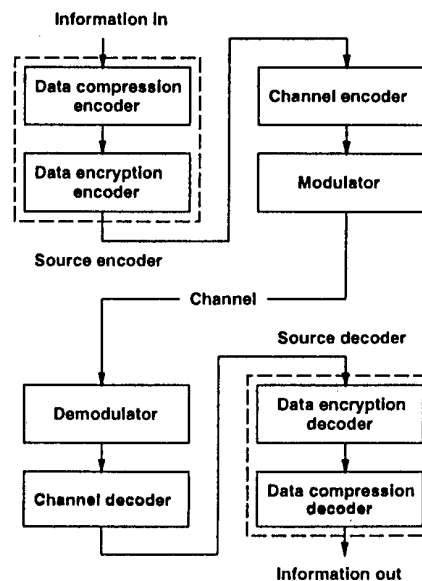 Information in
Data compression
encoder
Data encryption
encoder
Source encoder
Channel encoder
Modulator
Channel
Demodulator
Channel decoder
Source decoder
Data encryption
decoder
Data compression
decoder
Information out